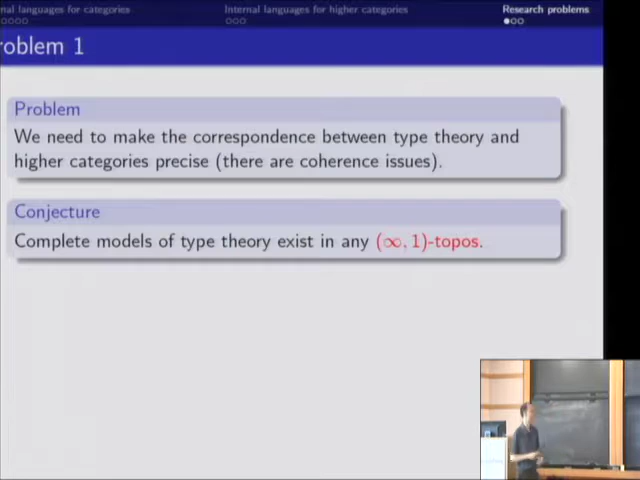 nal languages for categories
Internal languages for higher categories
Research problems
roblem 1
Problem
We need to make the correspondence between type theory and
higher categories precise (there are coherence issues).
Conjecture
Complete models of type theory exist in any (∞, 1)-topos.